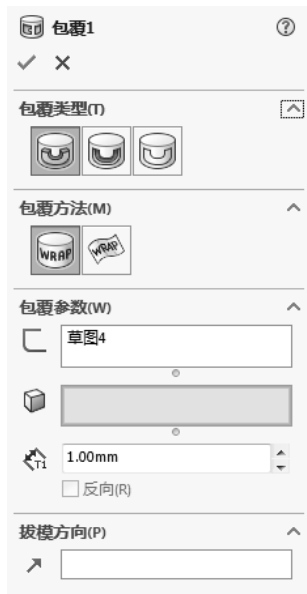 包覆1
包覆类型(T)
包覆方法(M)
WRAP WRAP
包覆参数(W)
草图4
T1 1.00mm
反向(R)
拔模方向(P)